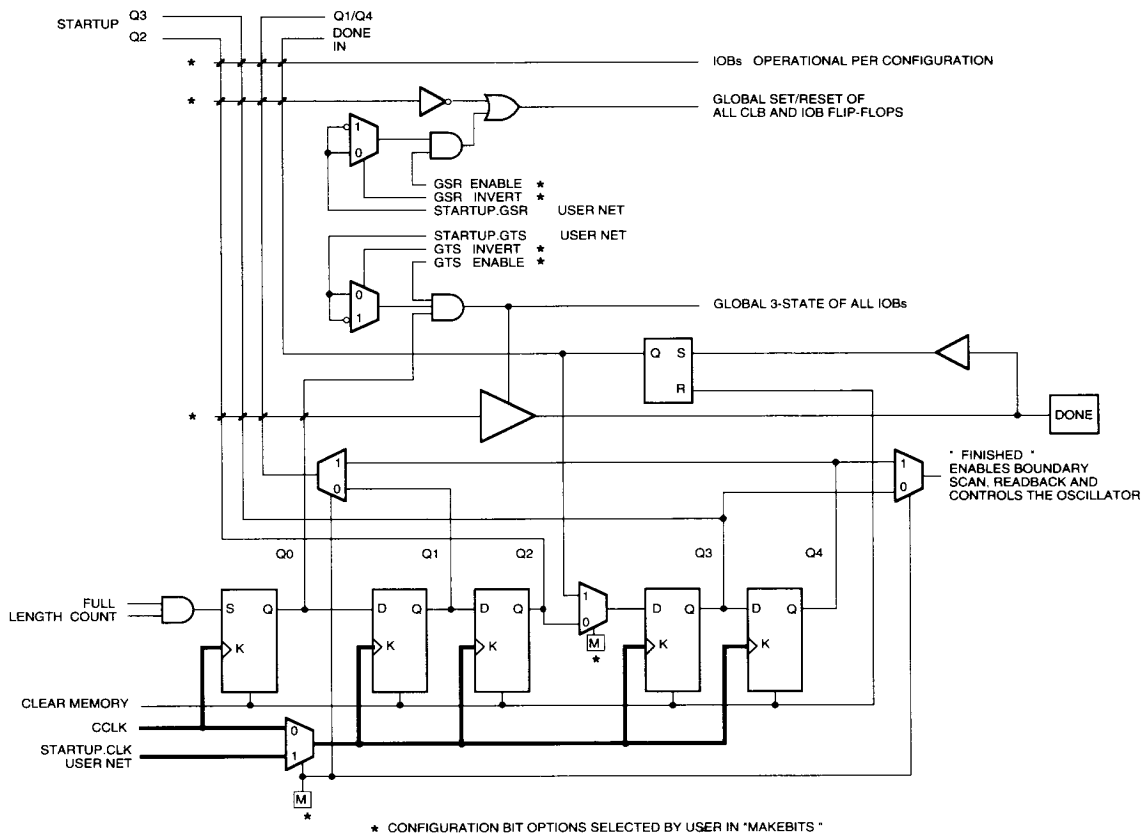 STARTUP Q3 Q1/Q4
Q2 DONE
IN
* IOBs OPERATIONAL PER CONFIGURATION
* GLOBAL SET/RESET OF
ALL CLB AND IOB FLIP-FLOPS
1
0
GSR ENABLE *
GSR INVERT *
STARTUP.GSR USER NET
STARTUP.GTS USER NET
GTS INVERT *
GTS ENABLE *
0
1
GLOBAL 3-STATE OF ALL IOBs
Q S
R
*
DONE
" FINISHED "
ENABLES BOUNDARY
SCAN, READBACK AND
CONTROLS THE OSCILLATOR
1
0
1
0
Q0 Q1 Q2 Q3 Q4
FULL
LENGTH COUNT
S Q
K
D Q
K
D Q
K
1
0
M
*
D Q
K
D Q
K
CLEAR MEMORY
CCLK
STARTUP.CLK
USER NET
0
1
M
*
* CONFIGURATION BIT OPTIONS SELECTED BY USER IN "MAKEBITS "